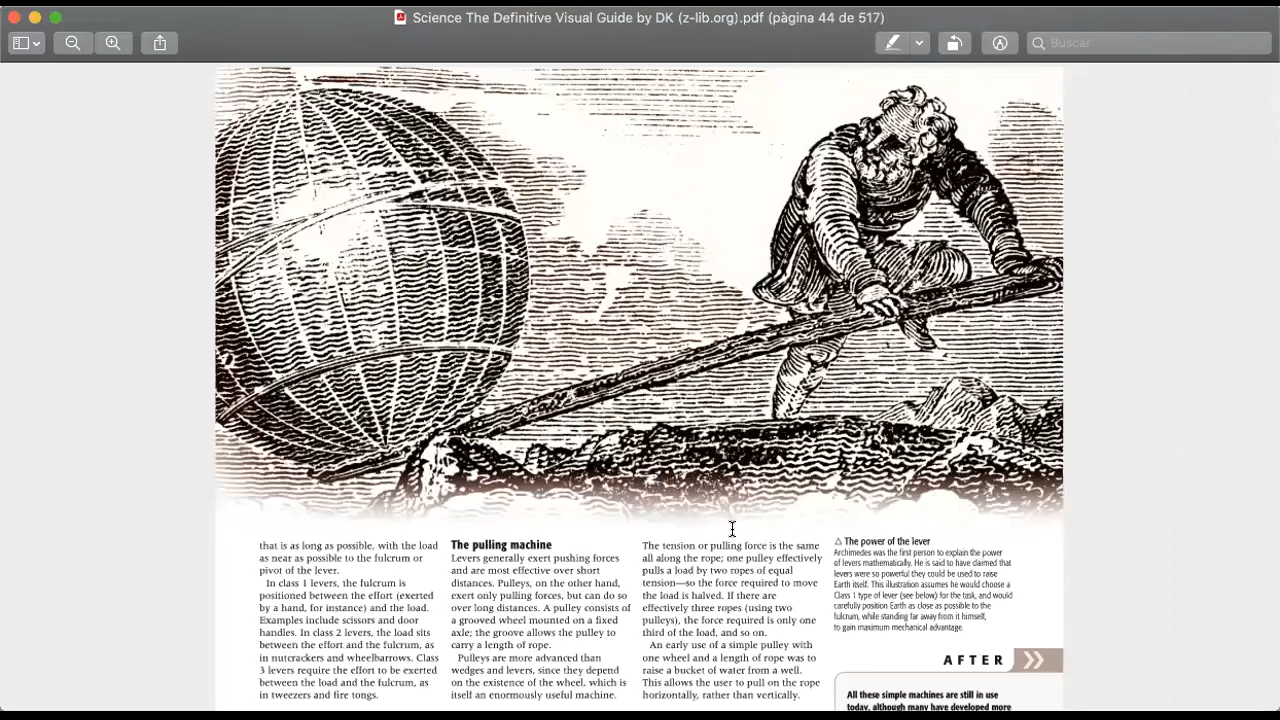 Science The Definitive Visual Guide by DK (z-lib.org).pdf (pàgina 44 de 517)
Buscar
that is as long as possible, with the load
as near as possible to the fulcrum or
pivot of the lever.
In class 1 levers, the fulcrum is
positioned between the effort (exerted
by a hand, for instance) and the load.
Examples include scissors and door
handles. In class 2 levers, the load sits
between the effort and the fulcrum, as
in nutcrackers and wheelbarrows. Class
3 levers require the effort to be exerted
between the load and the fulcrum, as
in tweezers and fire tongs.
The pulling machine
Levers generally exert pushing forces
and are most effective over short
distances. Pulleys, on the other hand,
exert only pulling forces, but can do so
over long distances. A pulley consists of
a grooved wheel mounted on a fixed
axle; the groove allows the pulley to
carry a length of rope.
Pulleys are more advanced than
wedges and levers, since they depend
on the existence of the wheel, which is
itself an enormously useful machine.
The tension or pulling force is the same
all along the rope; one pulley effectively
pulls a load by two ropes of equal
tension—so the force required to move
the load is halved. If there are
effectively three ropes (using two
pulleys), the force required is only one
third of the load, and so on.
An early use of a simple pulley with
one wheel and a length of rope was to
raise a bucket of water from a well.
This allows the user to pull on the rope
horizontally, rather than vertically.
△ The power of the lever
Archimedes was the first person to explain the power
of levers mathematically. He is said to have claimed that
levers were so powerful they could be used to raise
Earth itself. This illustration assumes he would choose a
Class 1 type of lever (see below) for the task, and would
carefully position Earth as close as possible to the
fulcrum, while standing far away from it himself,
to gain maximum mechanical advantage.
AFTER
All these simple machines are still in use
today, although many have developed more